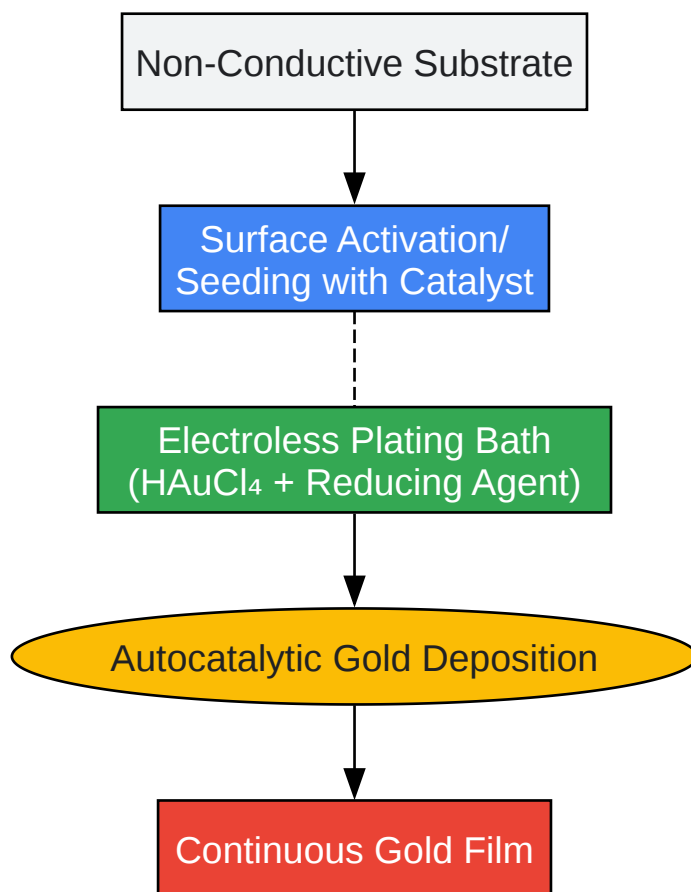 Non-Conductive Substrate
Surface Activation/
Seeding with Catalyst
Electroless Plating Bath
(HAuCl₄ + Reducing Agent)
Autocatalytic Gold Deposition
Continuous Gold Film